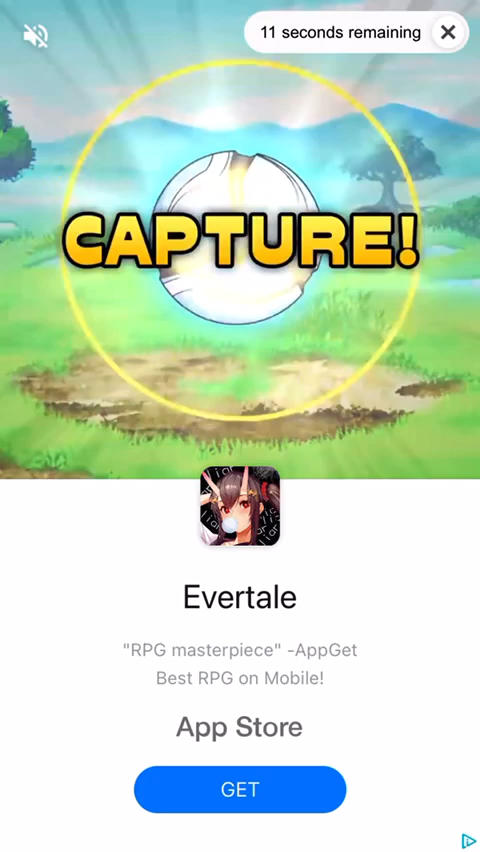 11 seconds remaining
CAPTURE!
Evertale
"RPG masterpiece" -AppGet
Best RPG on Mobile!
App Store
GET